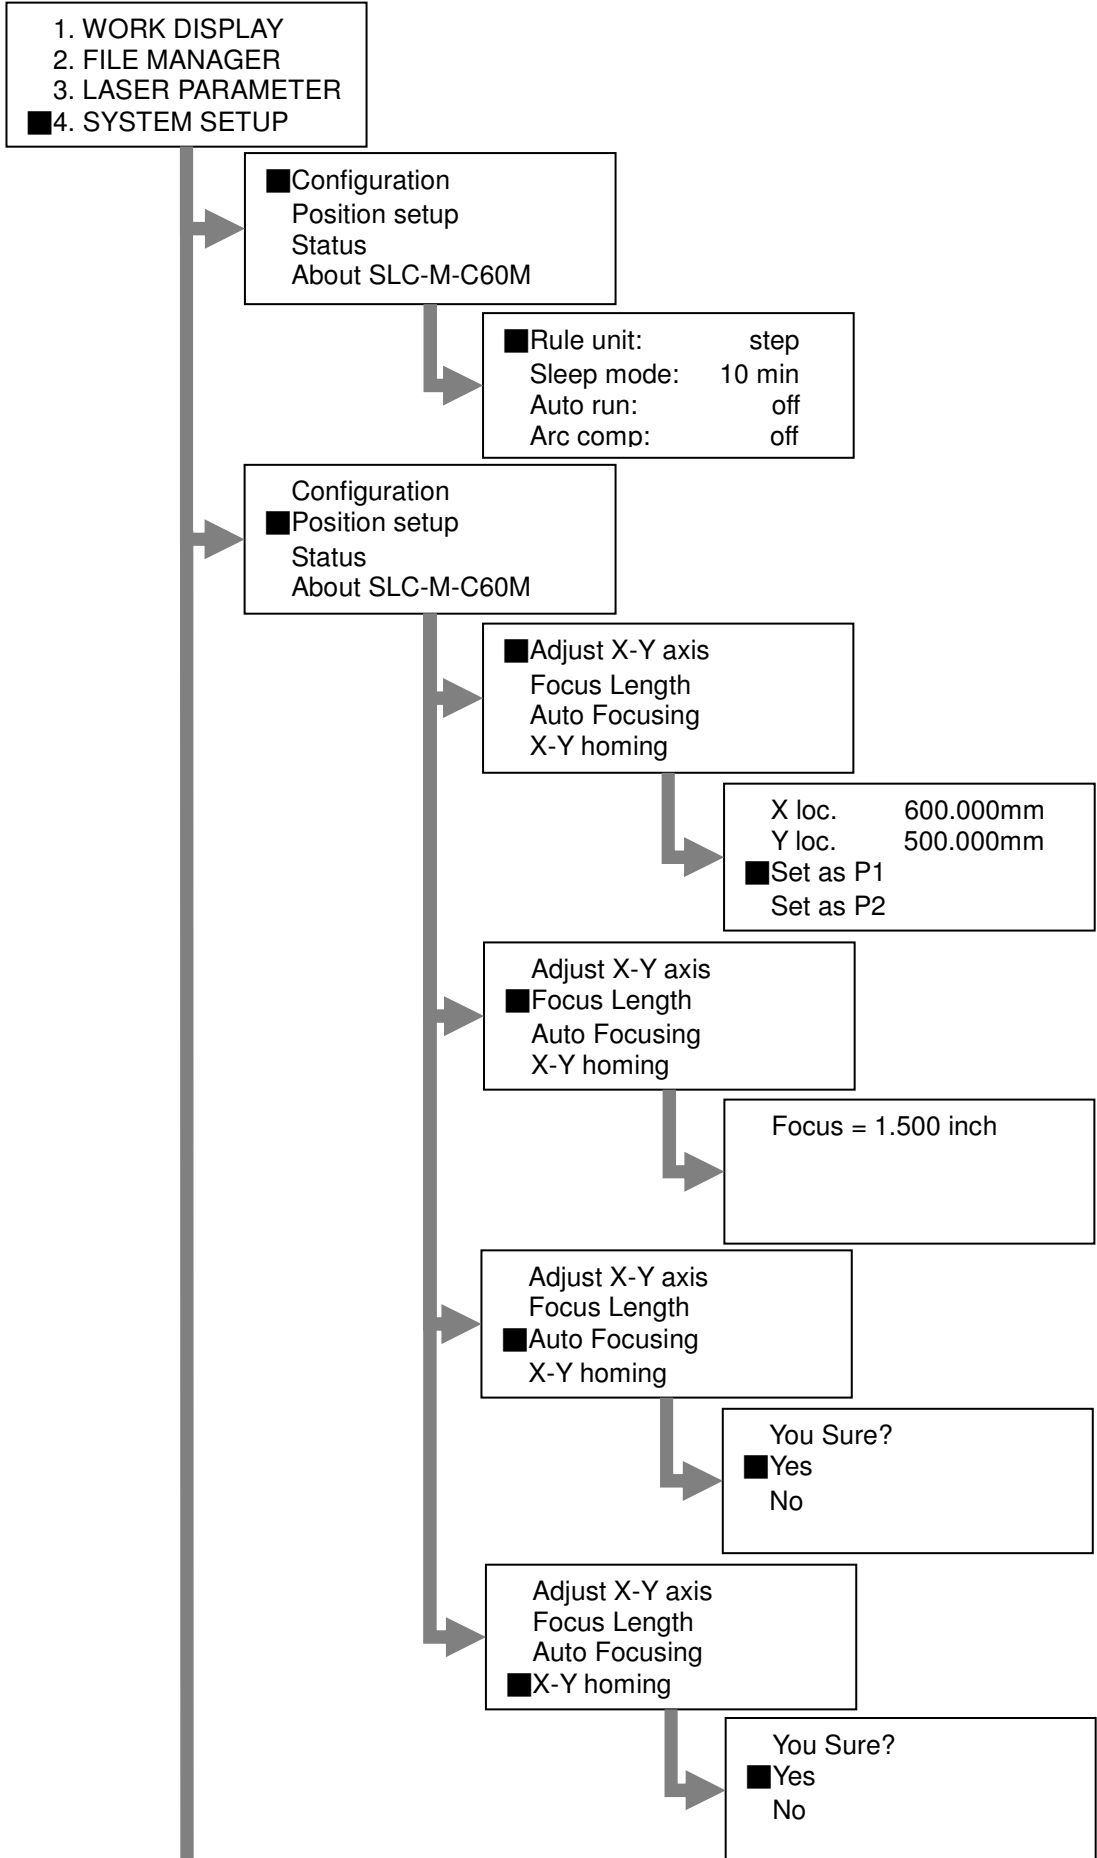 1. WORK DISPLAY
2. FILE MANAGER
3. LASER PARAMETER
4. SYSTEM SETUP
Configuration
Position setup
Status
About SLC-M-C60M
Rule unit: step
Sleep mode: 10 min
Auto run: off
Arc comp: off
Configuration
Position setup
Status
About SLC-M-C60M
Adjust X-Y axis
Focus Length
Auto Focusing
X-Y homing
X loc. 600.000mm
Y loc. 500.000mm
Set as P1
Set as P2
Adjust X-Y axis
Focus Length
Auto Focusing
X-Y homing
Focus = 1.500 inch
Adjust X-Y axis
Focus Length
Auto Focusing
X-Y homing
You Sure?
Yes
No
Adjust X-Y axis
Focus Length
Auto Focusing
X-Y homing
You Sure?
Yes
No